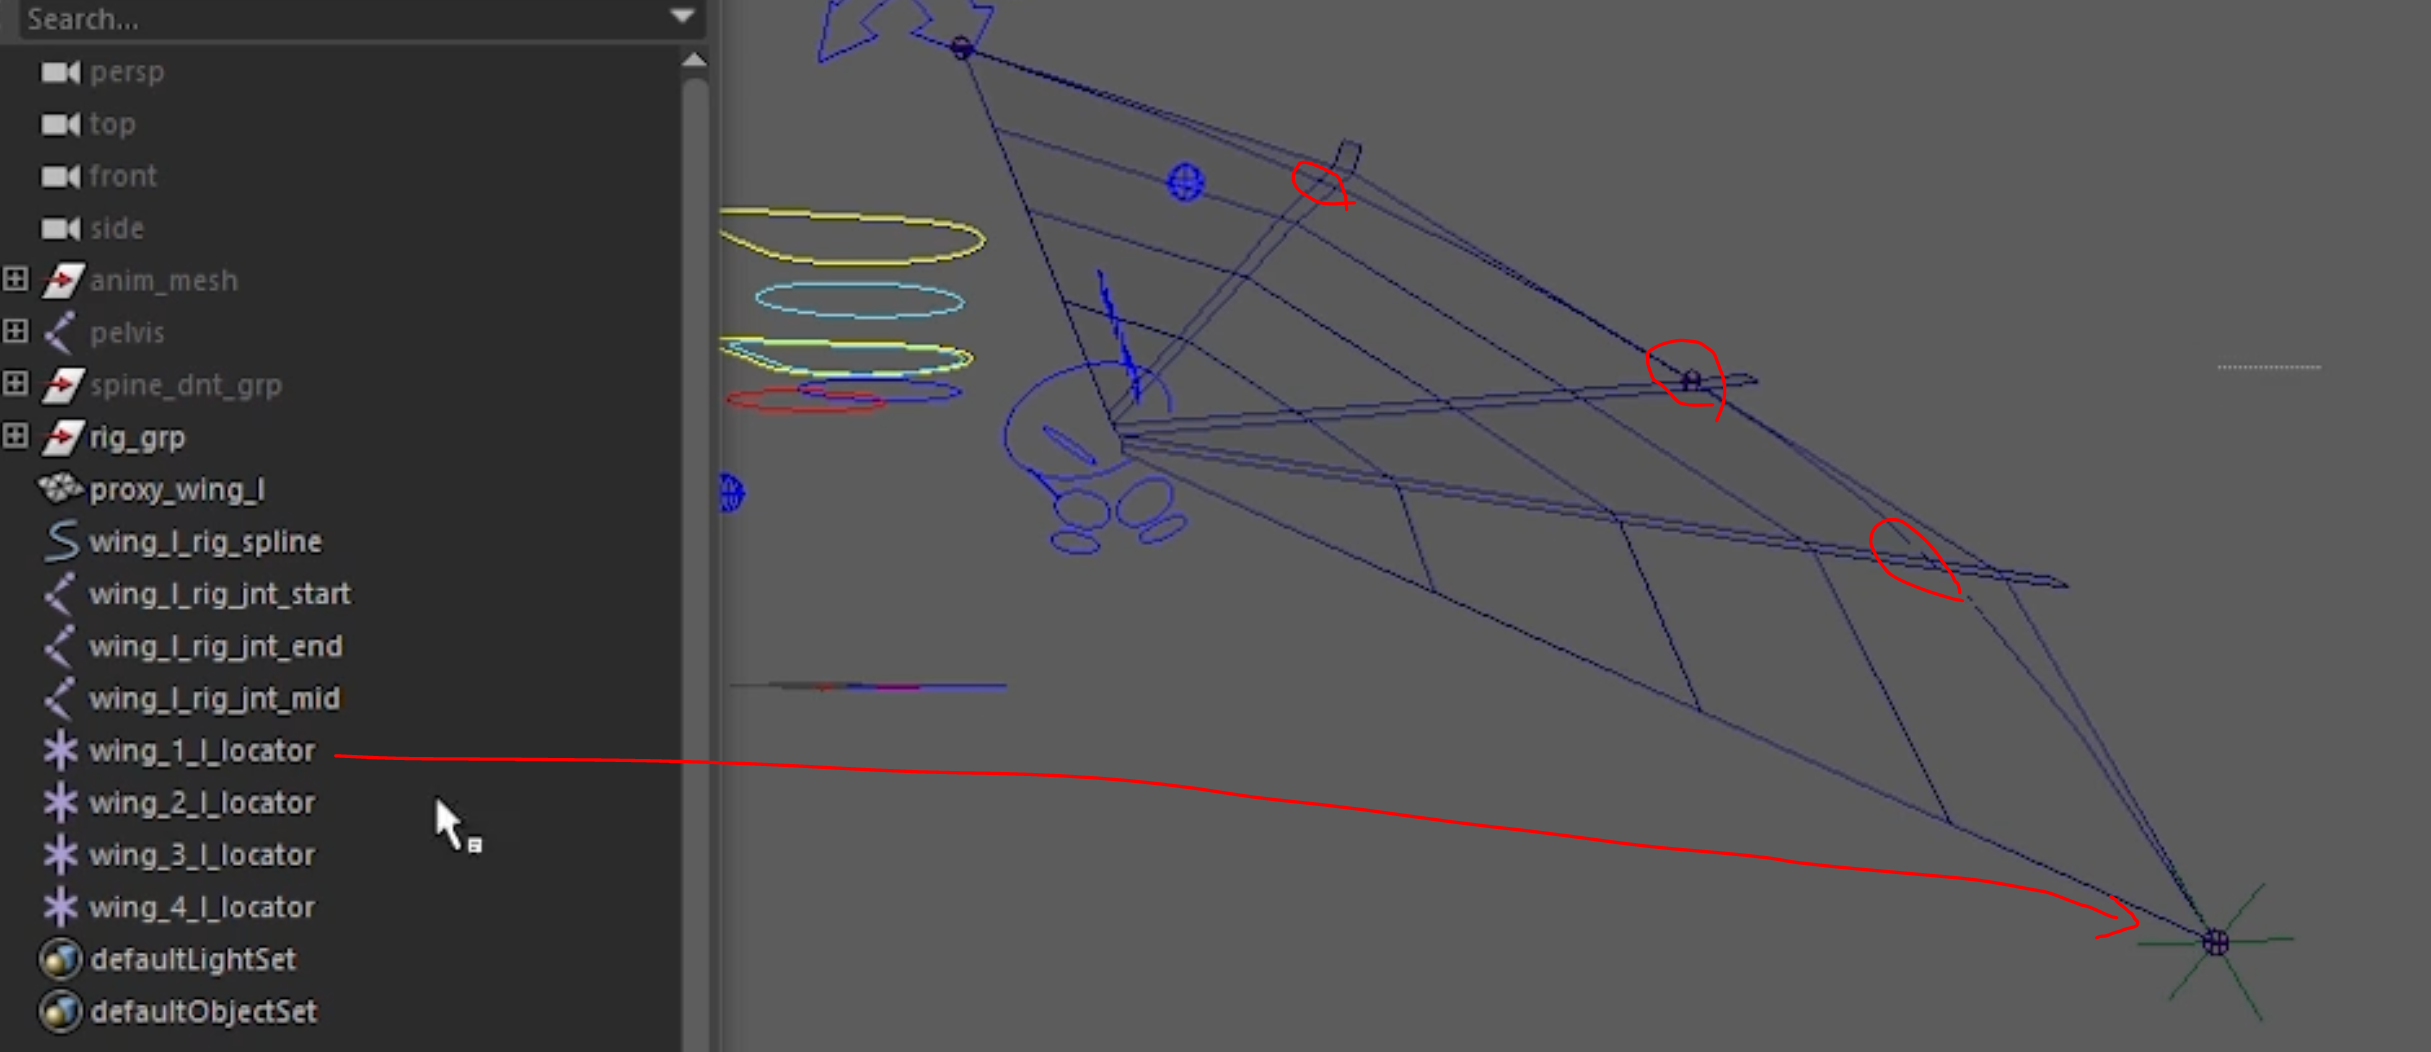 Search...
persp
top
front
side
anim_mesh
pelvis
spine_dnt_grp
rig_grp
proxy_wing_l
wing_l_rig_spline
wing_l_rig_jnt_start
wing_l_rig_jnt_end
wing_l_rig_jnt_mid
wing_1_l_locator
wing_2_l_locator
wing_3_l_locator
wing_4_l_locator
defaultLightSet
defaultObjectSet